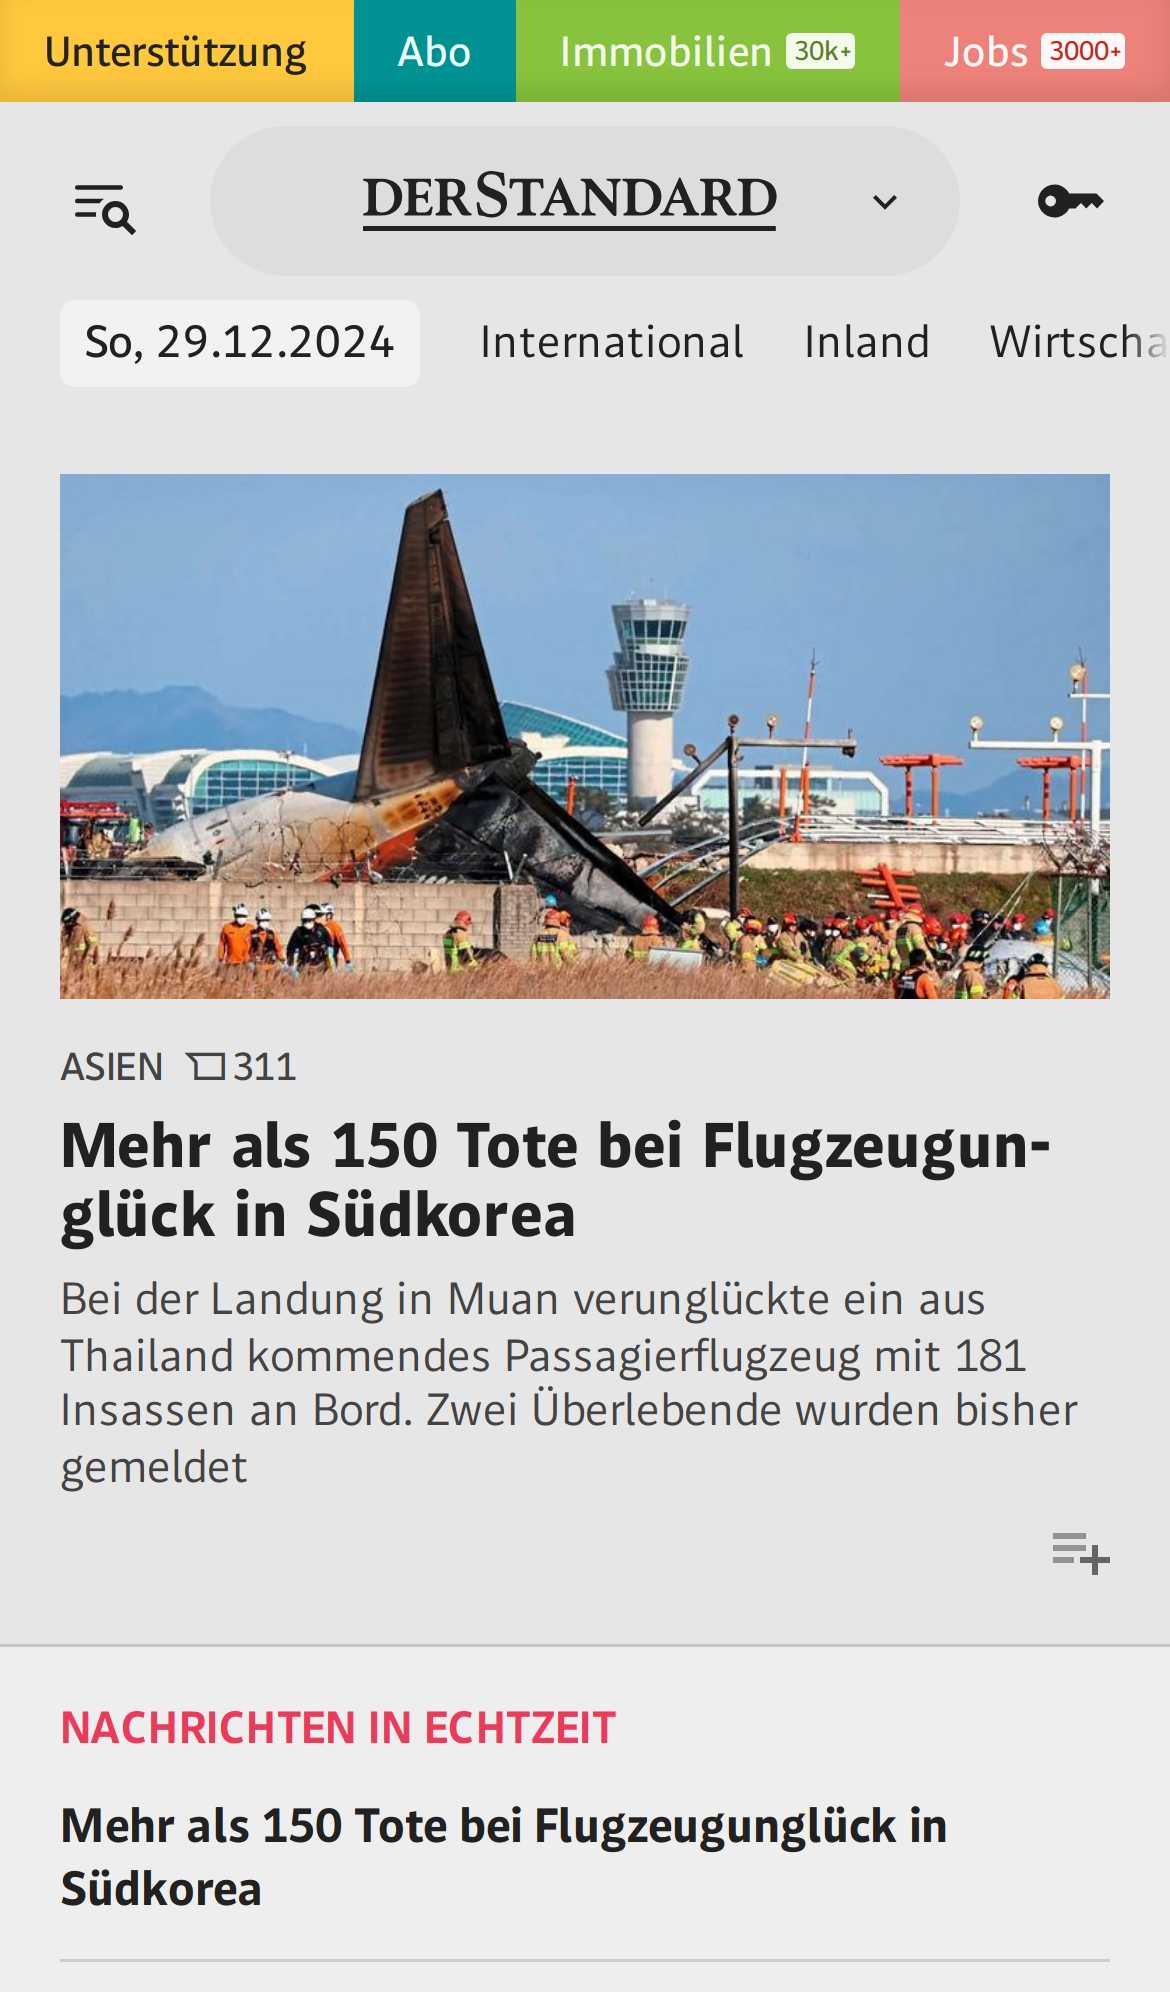 Unterstützung Abo Immobilien 30k+ Jobs 3000+
DERSTANDARD
So, 29.12.2024 International Inland Wirtscha
ASIEN 311
Mehr als 150 Tote bei Flugzeugun-
glück in Südkorea
Bei der Landung in Muan verunglückte ein aus
Thailand kommendes Passagierflugzeug mit 181
Insassen an Bord. Zwei Überlebende wurden bisher
gemeldet
NACHRICHTEN IN ECHTZEIT
Mehr als 150 Tote bei Flugzeugunglück in
Südkorea